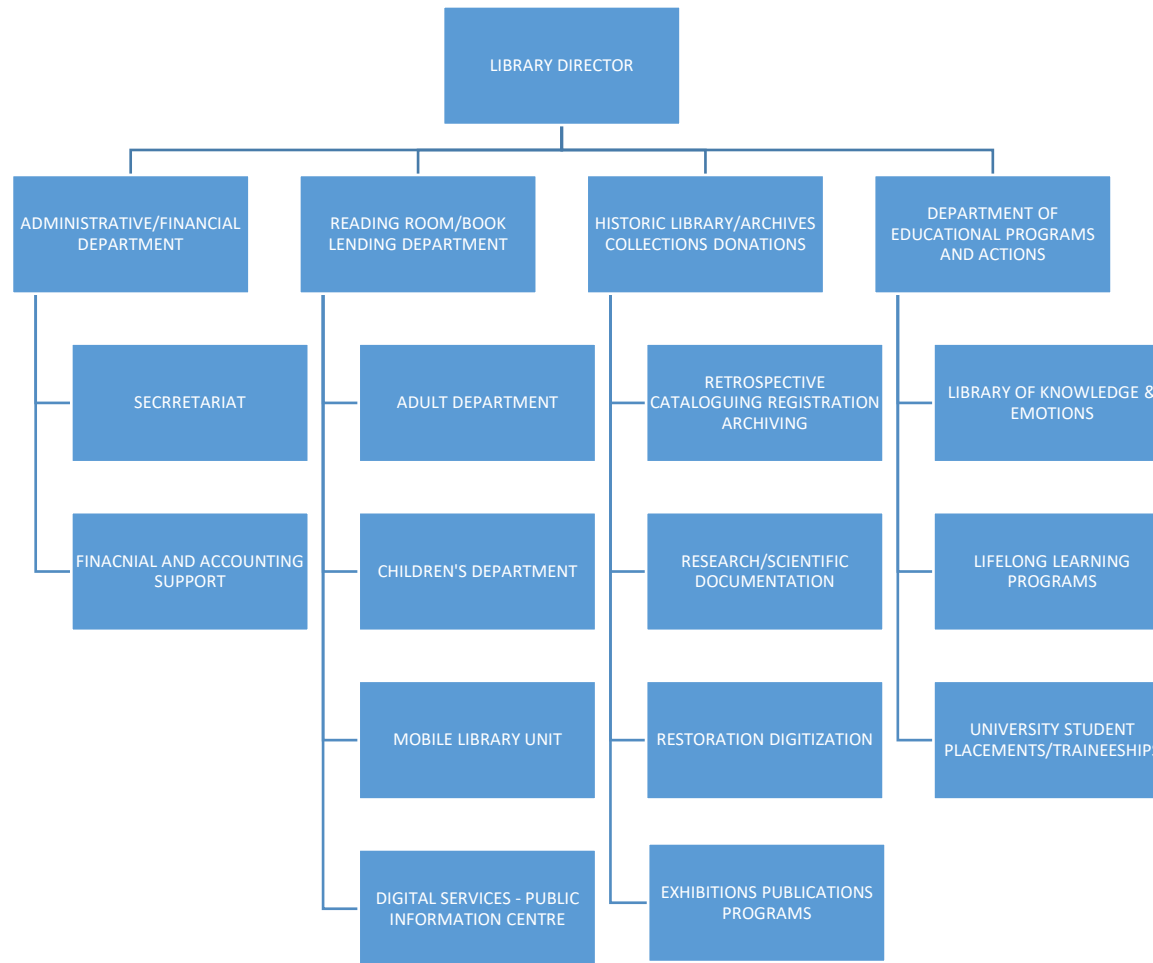 LIBRARY DIRECTOR
ADMINISTRATIVE/FINANCIAL
DEPARTMENT
READING ROOM/BOOK
LENDING DEPARTMENT
HISTORIC LIBRARY/ARCHIVES
COLLECTIONS DONATIONS
DEPARTMENT OF
EDUCATIONAL PROGRAMS
AND ACTIONS
SECRRETARIAT
ADULT DEPARTMENT
RETROSPECTIVE
CATALOGUING REGISTRATION
ARCHIVING
LIBRARY OF KNOWLEDGE &
EMOTIONS
FINACNIAL AND ACCOUNTING
SUPPORT
CHILDREN'S DEPARTMENT
RESEARCH/SCIENTIFIC
DOCUMENTATION
LIFELONG LEARNING
PROGRAMS
MOBILE LIBRARY UNIT
RESTORATION DIGITIZATION
UNIVERSITY STUDENT
PLACEMENTS/TRAINEESHIPS
DIGITAL SERVICES - PUBLIC
INFORMATION CENTRE
EXHIBITIONS PUBLICATIONS
PROGRAMS